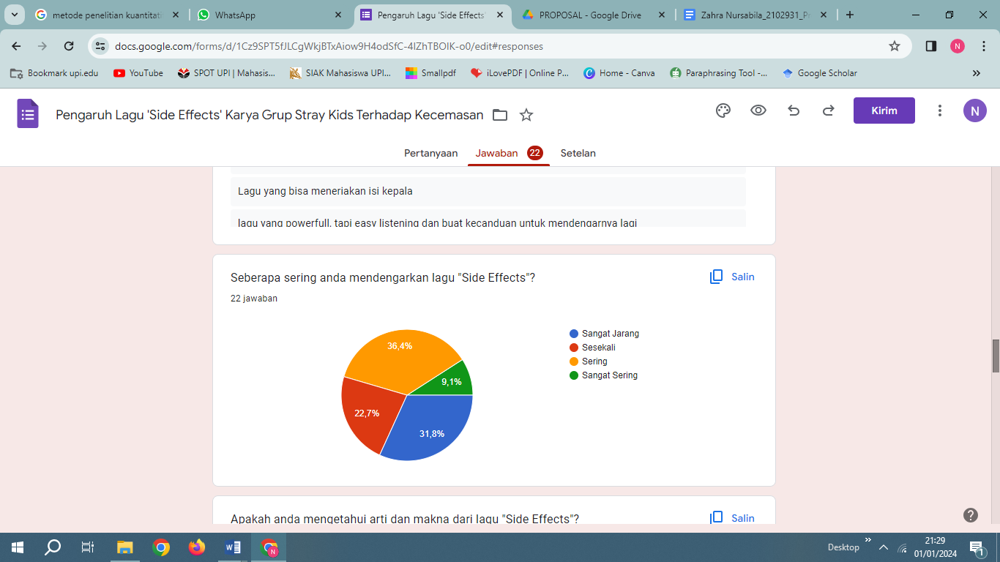 metode penelitian kuantitati
WhatsApp
Pengaruh Lagu 'Side Effects'
PROPOSAL - Google Drive
Zahra Nursabila_2102931_Pr
docs.google.com/forms/d/1Cz9SPT5fJLCgWkjBTxAiow9H4odSfC-4lZhTBOlK-o0/edit#responses
N
Bookmark upi.edu
YouTube
SPOT UPI | Mahasis...
SIAK Mahasiswa UPI...
Smallpdf
iLovePDF | Online P...
Home - Canva
Paraphrasing Tool -...
Google Scholar
Pengaruh Lagu 'Side Effects' Karya Grup Stray Kids Terhadap Kecemasan
Kirim
N
Pertanyaan
Jawaban 22
Setelan
Lagu yang bisa meneriakan isi kepala
lagu yang powerfull, tapi easy listening dan buat kecanduan untuk mendengarnya lagi
Seberapa sering anda mendengarkan lagu "Side Effects"?
Salin
22 jawaban
36,4%
9,1%
22,7%
31,8%
Sangat Jarang
Sesekali
Sering
Sangat Sering
Apakah anda mengetahui arti dan makna dari lagu "Side Effects"?
Salin
Desktop
21:29
01/01/2024
1